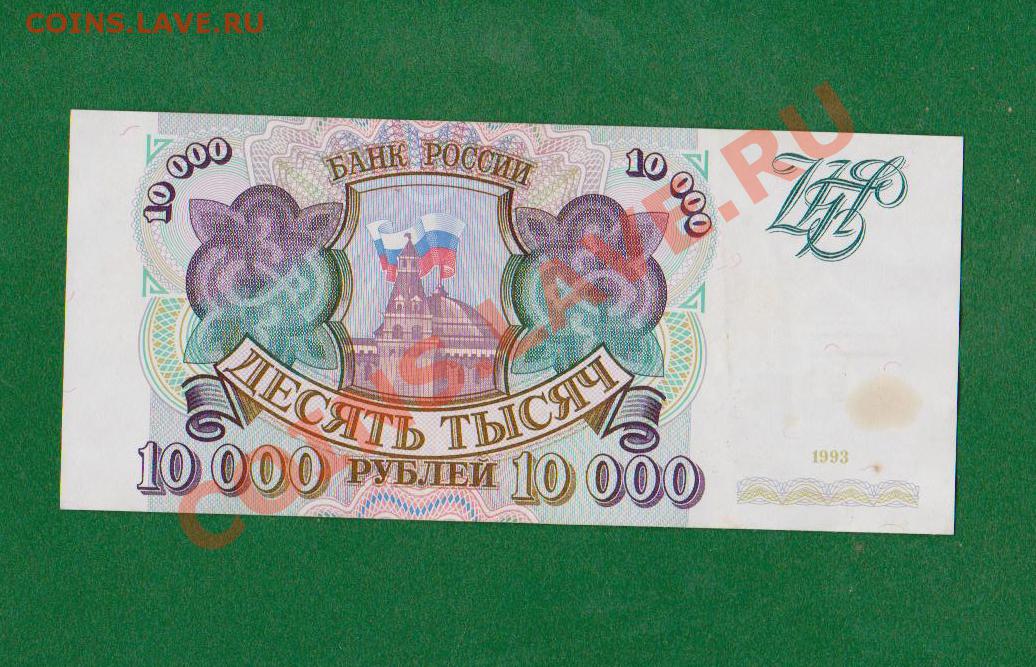 COINS.LAVE.RU
10 000
10 000
БАНК РОССИИ
ДЕСЯТЬ ТЫСЯЧ
10 000 РУБЛЕЙ 10 000
1993
COINS.LAVE.RU